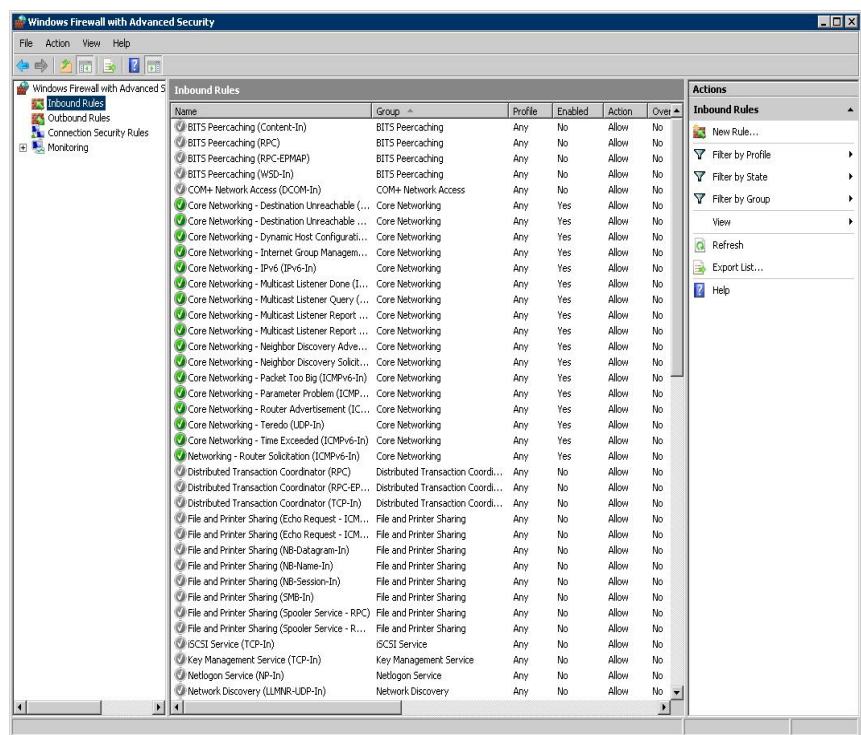 Windows Firewall with Advanced Security
File Action View Help
Windows Firewall with Advanced S
Inbound Rules
Outbound Rules
Connection Security Rules
Monitoring
Inbound Rules
Name Group Profile Enabled Action Over
BITS Peercaching (Content-In) BITS Peercaching Any No Allow No
BITS Peercaching (RPC) BITS Peercaching Any No Allow No
BITS Peercaching (RPC-EPMAP) BITS Peercaching Any No Allow No
BITS Peercaching (WSD-In) BITS Peercaching Any No Allow No
COM+ Network Access (DCOM-In) COM+ Network Access Any No Allow No
Core Networking - Destination Unreachable (... Core Networking Any Yes Allow No
Core Networking - Destination Unreachable ... Core Networking Any Yes Allow No
Core Networking - Dynamic Host Configurati... Core Networking Any Yes Allow No
Core Networking - Internet Group Managem... Core Networking Any Yes Allow No
Core Networking - IPv6 (IPv6-In) Core Networking Any Yes Allow No
Core Networking - Multicast Listener Done (I... Core Networking Any Yes Allow No
Core Networking - Multicast Listener Query (... Core Networking Any Yes Allow No
Core Networking - Multicast Listener Report ... Core Networking Any Yes Allow No
Core Networking - Multicast Listener Report ... Core Networking Any Yes Allow No
Core Networking - Neighbor Discovery Adve... Core Networking Any Yes Allow No
Core Networking - Neighbor Discovery Solicit... Core Networking Any Yes Allow No
Core Networking - Packet Too Big (ICMPv6-In) Core Networking Any Yes Allow No
Core Networking - Parameter Problem (ICMP... Core Networking Any Yes Allow No
Core Networking - Router Advertisement (IC... Core Networking Any Yes Allow No
Core Networking - Teredo (UDP-In) Core Networking Any Yes Allow No
Core Networking - Time Exceeded (ICMPv6-In) Core Networking Any Yes Allow No
Networking - Router Solicitation (ICMPv6-In) Core Networking Any Yes Allow No
Distributed Transaction Coordinator (RPC) Distributed Transaction Coordi... Any No Allow No
Distributed Transaction Coordinator (RPC-EP... Distributed Transaction Coordi... Any No Allow No
Distributed Transaction Coordinator (TCP-In) Distributed Transaction Coordi... Any No Allow No
File and Printer Sharing (Echo Request - ICM... File and Printer Sharing Any No Allow No
File and Printer Sharing (Echo Request - ICM... File and Printer Sharing Any No Allow No
File and Printer Sharing (NB-Datagram-In) File and Printer Sharing Any No Allow No
File and Printer Sharing (NB-Name-In) File and Printer Sharing Any No Allow No
File and Printer Sharing (NB-Session-In) File and Printer Sharing Any No Allow No
File and Printer Sharing (SMB-In) File and Printer Sharing Any No Allow No
File and Printer Sharing (Spooler Service - RPC) File and Printer Sharing Any No Allow No
File and Printer Sharing (Spooler Service - R... File and Printer Sharing Any No Allow No
iSCSI Service (TCP-In) iSCSI Service Any No Allow No
Key Management Service (TCP-In) Key Management Service Any No Allow No
Netlogon Service (NP-In) Netlogon Service Any No Allow No
Network Discovery (LLMNR-UDP-In) Network Discovery Any No Allow No
Actions
Inbound Rules
New Rule...
Filter by Profile
Filter by State
Filter by Group
View
Refresh
Export List...
Help